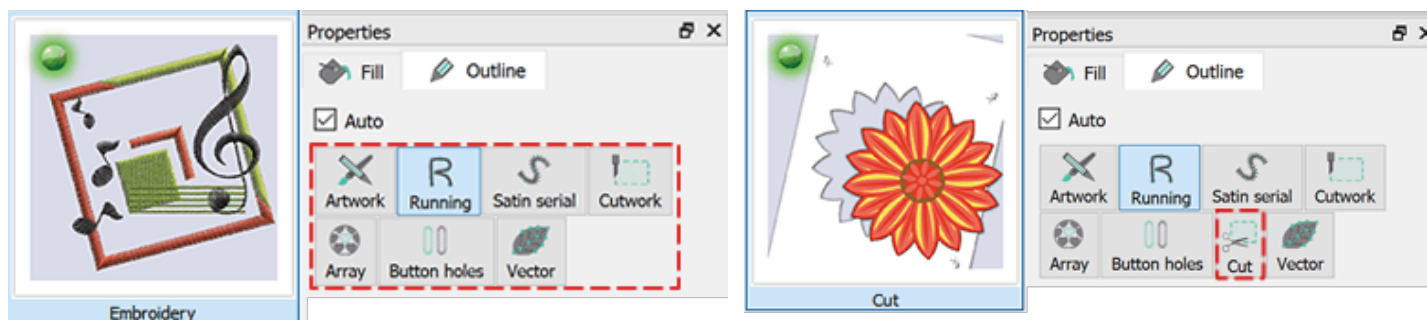 Embroidery
Properties
Fill Outline
Auto
Artwork Running Satin serial Cutwork
Array Button holes Vector
Cut
Properties
Fill Outline
Auto
Artwork Running Satin serial Cutwork
Array Button holes Cut Vector